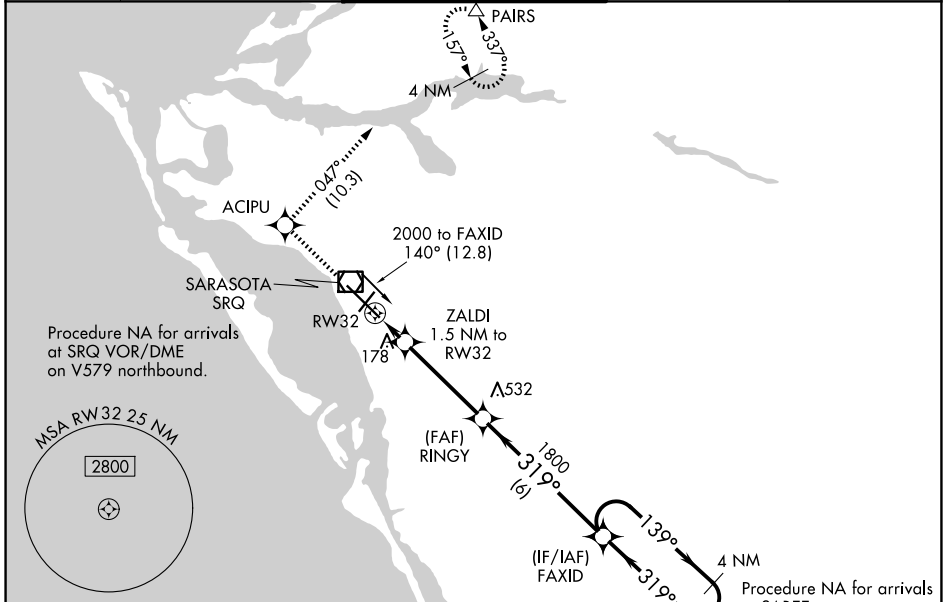 PAIRS
157°
337°
4 NM
047°
(10.3)
ACIPU
2000 to FAXID
140° (12.8)
SARASOTA
SRQ
RW32
ZALDI
1.5 NM to
RW32
178
Procedure NA for arrivals
at SRQ VOR/DME
on V579 northbound.
532
MSA RW32 25 NM
2800
(FAF)
RINGY
1800
319°
(6)
139°
(IF/IAF)
FAXID
4 NM
319°
Procedure NA for arrivals